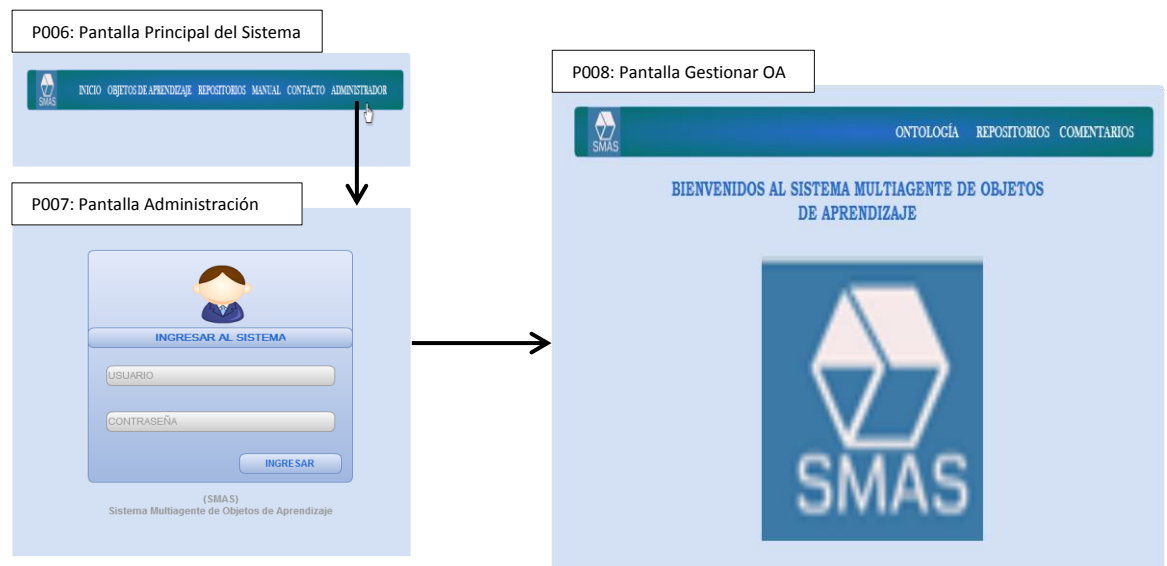 P006: Pantalla Principal del Sistema
SMAS
INICIO OBJETOS DE APRENDIZAJE REPOSITORIOS MANUAL CONTACTO ADMINISTRADOR
P007: Pantalla Administración
INGRESAR AL SISTEMA
USUARIO
CONTRASEÑA
INGRESAR
(SMAS)
Sistema Multiagente de Objetos de Aprendizaje
P008: Pantalla Gestionar OA
SMAS
ONTOLOGÍA REPOSITORIOS COMENTARIOS
BIENVENIDOS AL SISTEMA MULTIAGENTE DE OBJETOS
DE APRENDIZAJE
SMAS